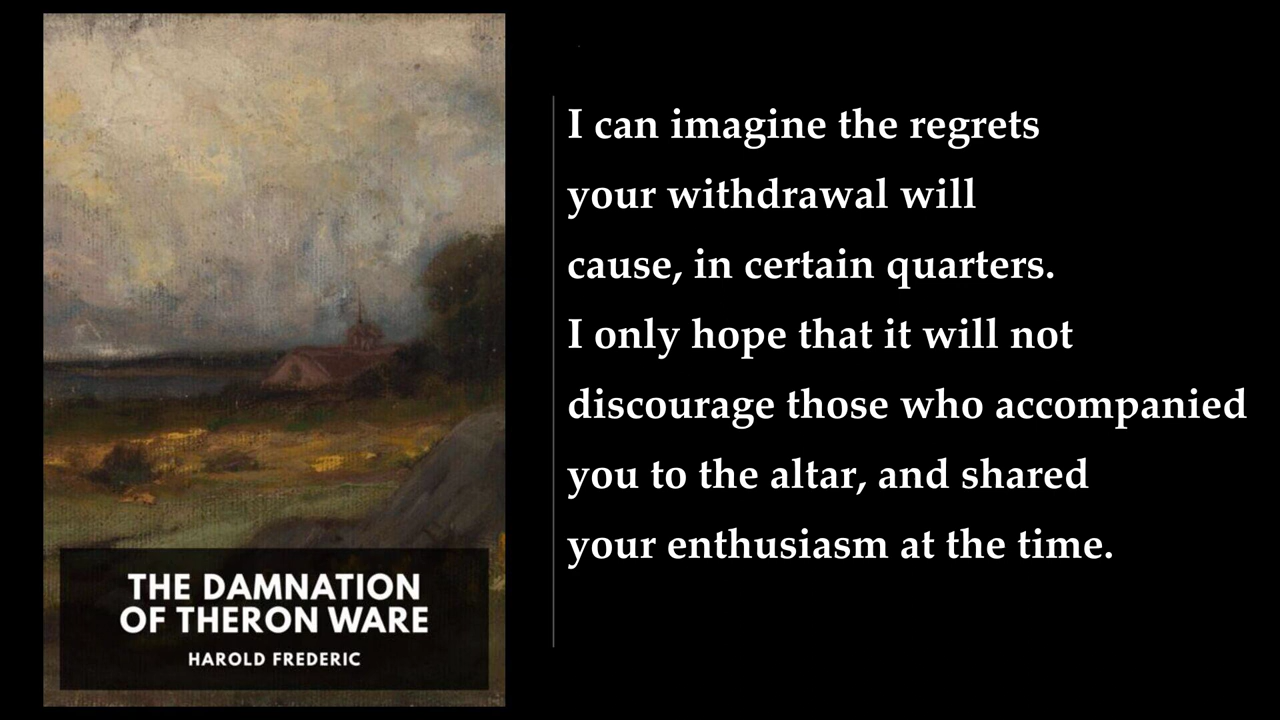 THE DAMNATION
OF THERON WARE
HAROLD FREDERIC
I can imagine the regrets
your withdrawal will
cause, in certain quarters.
I only hope that it will not
discourage those who accompanied
you to the altar, and shared
your enthusiasm at the time.